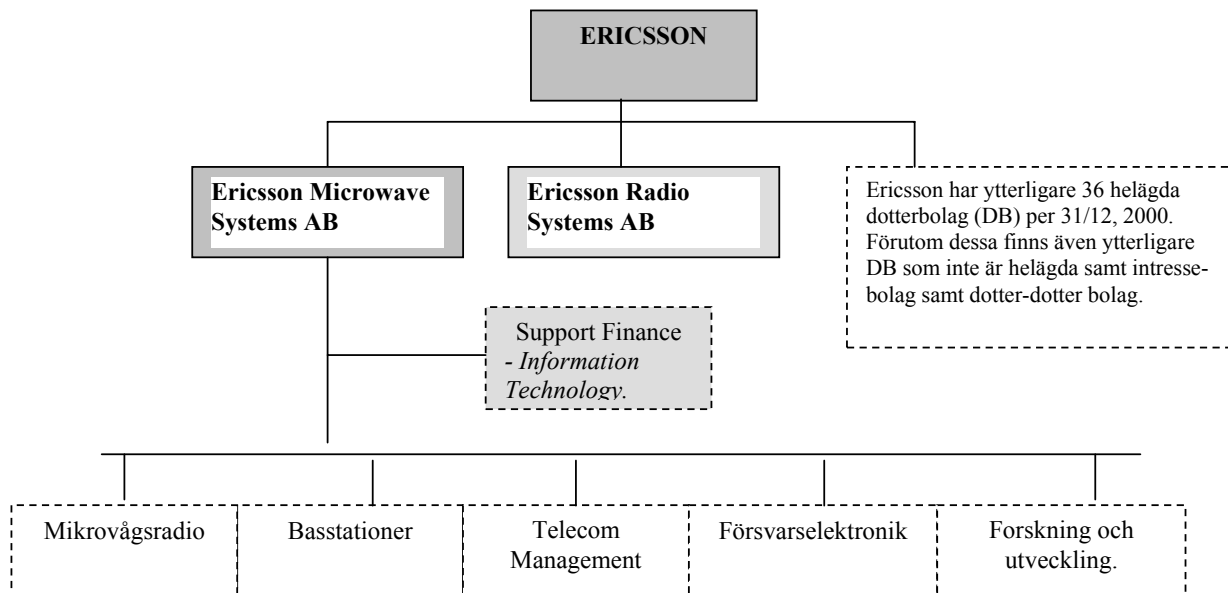 ERICSSON
Ericsson Microwave
Systems AB
Ericsson Radio
Systems AB
Ericsson har ytterligare 36 helägda
dotterbolag (DB) per 31/12, 2000.
Förutom dessa finns även ytterligare
DB som inte är helägda samt intresse-
bolag samt dotter-dotter bolag.
Support Finance
- Information
Technology.
Mikrovågsradio
Basstationer
Telecom
Management
Försvarselektronik
Forskning och
utveckling.